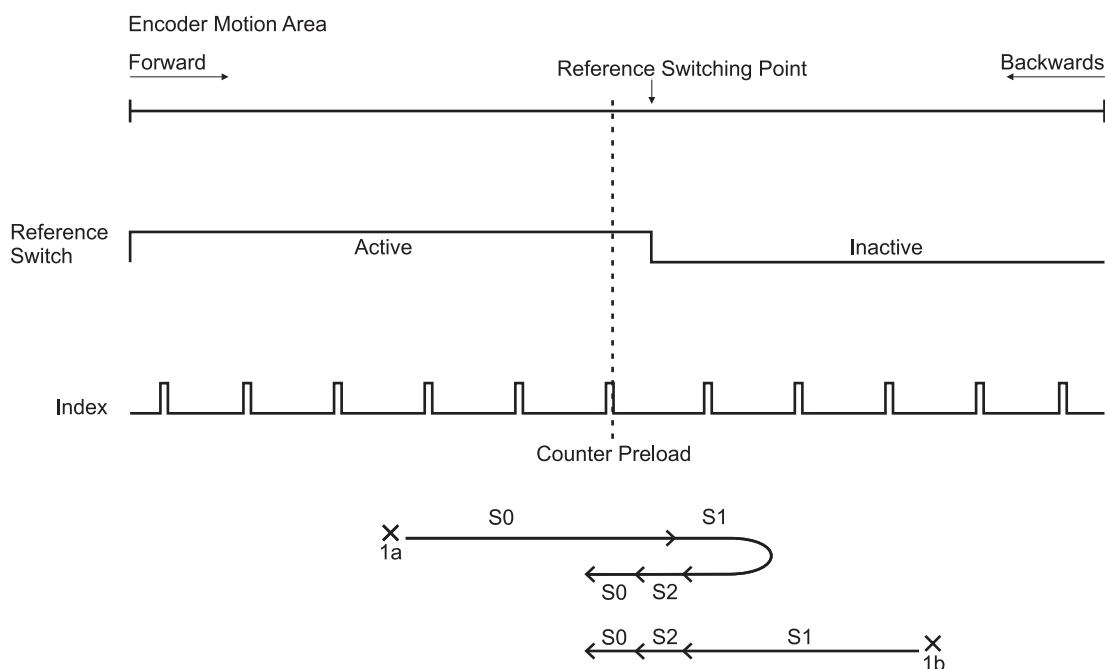 Encoder Motion Area
Forward
Reference Switching Point
Backwards
Reference
Switch
Active
Inactive
Index
Counter Preload
S0
S1
1a
S0
S2
S0
S2
S1
1b